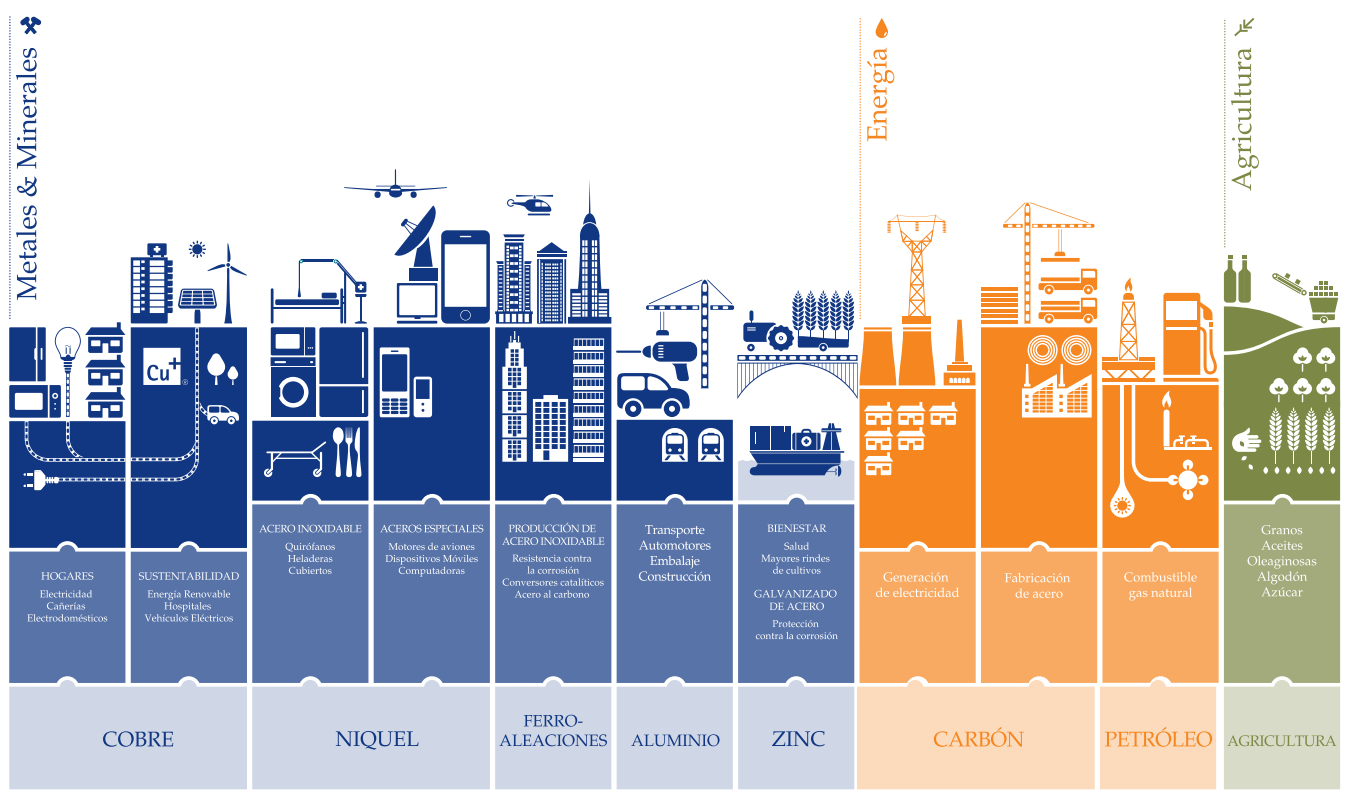 Metales & Minerales
Energía
Agricultura
Cu+
®
HOGARES
Electricidad
Cañerías
Electrodomésticos
SUSTENTABILIDAD
Energía Renovable
Hospitales
Vehículos Eléctricos
ACERO INOXIDABLE
Quirófanos
Heladeras
Cubiertos
ACEROS ESPECIALES
Motores de aviones
Dispositivos Móviles
Computadoras
PRODUCCIÓN DE
ACERO INOXIDABLE
Resistencia contra
la corrosión
Conversores catalíticos
Acero al carbono
Transporte
Automotores
Embalaje
Construcción
BIENESTAR
Salud
Mayores rindes
de cultivos
GALVANIZADO
DE ACERO
Protección
contra la corrosión
Generación
de electricidad
Fabricación
de acero
Combustible
gas natural
Granos
Aceites
Oleaginosas
Algodón
Azúcar
COBRE
NIQUEL
FERRO-
ALEACIONES
ALUMINIO
ZINC
CARBÓN
PETRÓLEO
AGRICULTURA